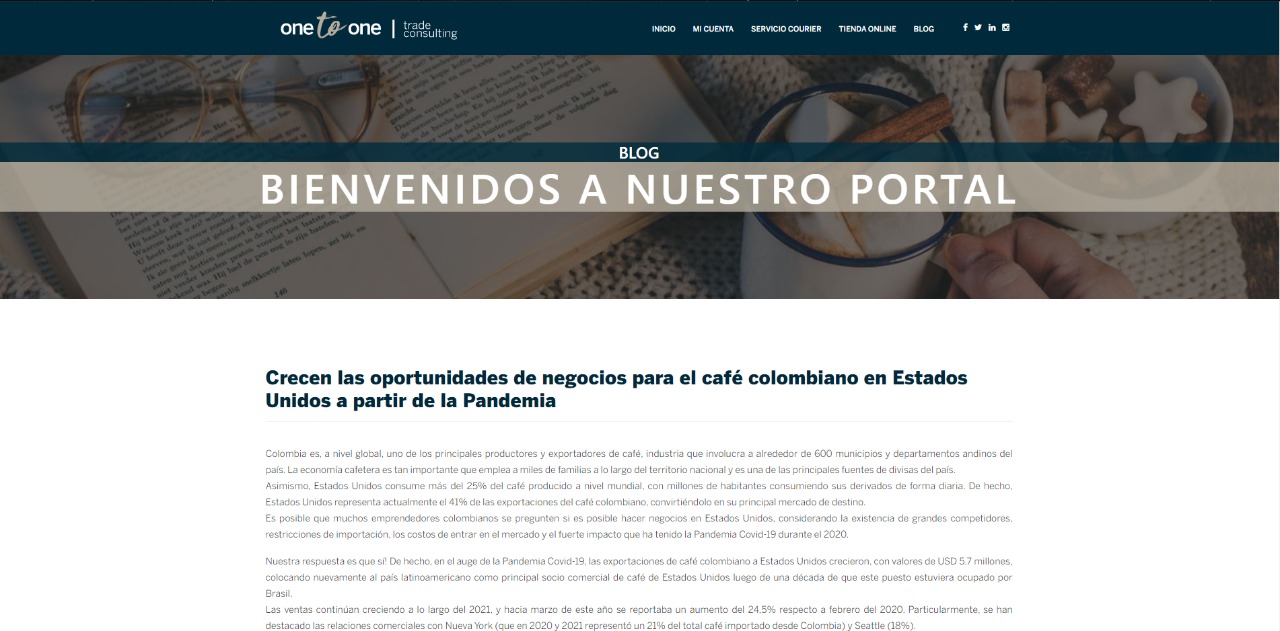 one to one | trade consulting
INICIO MI CUENTA SERVICIO COURIER TIENDA ONLINE BLOG
BLOG
BIENVENIDOS A NUESTRO PORTAL
146
Crecen las oportunidades de negocios para el café colombiano en Estados
Unidos a partir de la Pandemia
Colombia es, a nivel global, uno de los principales productores y exportadores de café, industria que involucra a alrededor de 600 municipios y departamentos andinos del
país. La economía cafetera es tan importante que emplea a miles de familias a lo largo del territorio nacional y es una de las principales fuentes de divisas del país.
Asimismo, Estados Unidos consume más del 25% del café producido a nivel mundial, con millones de habitantes consumiendo sus derivados de forma diaria. De hecho,
Estados Unidos representa actualmente el 41% de las exportaciones del café colombiano, convirtiéndolo en su principal mercado de destino.
Es posible que muchos emprendedores colombianos se pregunten si es posible hacer negocios en Estados Unidos, considerando la existencia de grandes competidores,
restricciones de importación, los costos de entrar en el mercado y el fuerte impacto que ha tenido la Pandemia Covid-19 durante el 2020.
Nuestra respuesta es que sí! De hecho, en el auge de la Pandemia Covid-19, las exportaciones de café colombiano a Estados Unidos crecieron, con valores de USD 5.7 millones,
colocando nuevamente al país latinoamericano como principal socio comercial de café de Estados Unidos luego de una década de que este puesto estuviera ocupado por
Brasil.
Las ventas continúan creciendo a lo largo del 2021, y hacia marzo de este año se reportaba un aumento del 24,5% respecto a febrero del 2020. Particularmente, se han
destacado las relaciones comerciales con Nueva York (que en 2020 y 2021 representó un 21% del total café importado desde Colombia) y Seattle (18%).